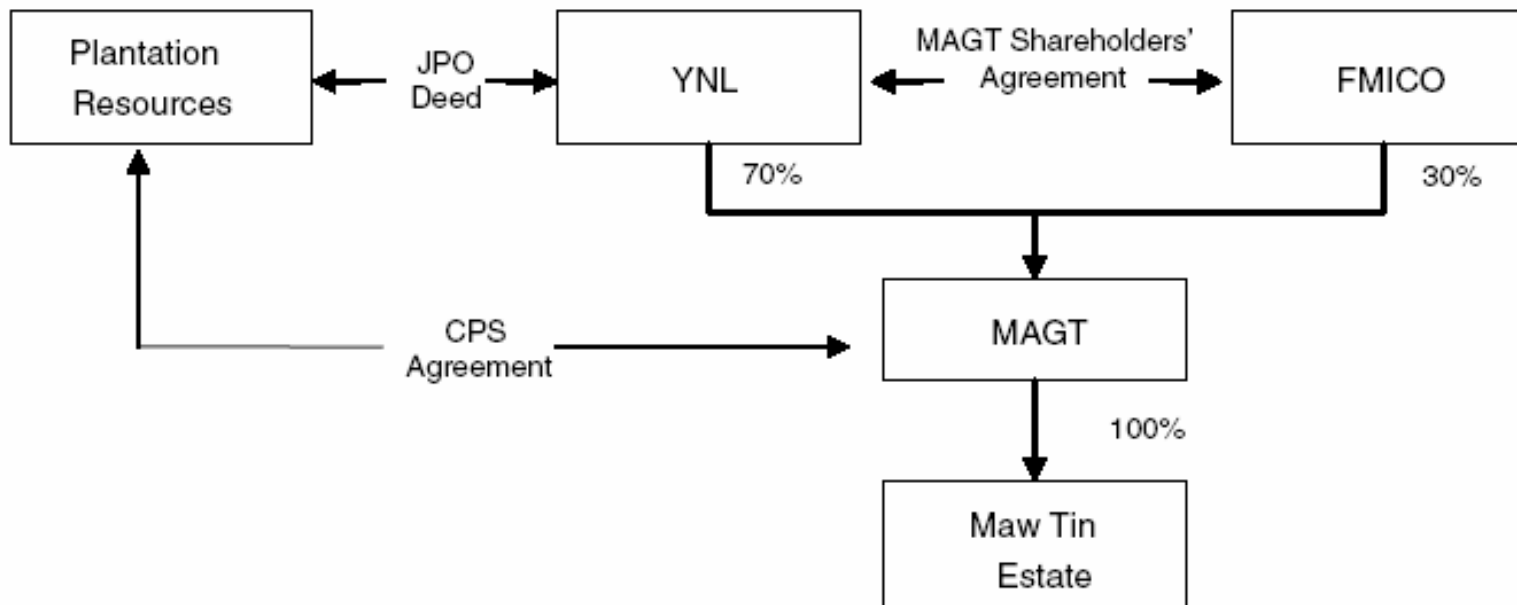 Plantation
Resources
JPO
Deed
YNL
MAGT Shareholders'
Agreement
FMICO
70%
30%
MAGT
CPS
Agreement
100%
Maw Tin
Estate